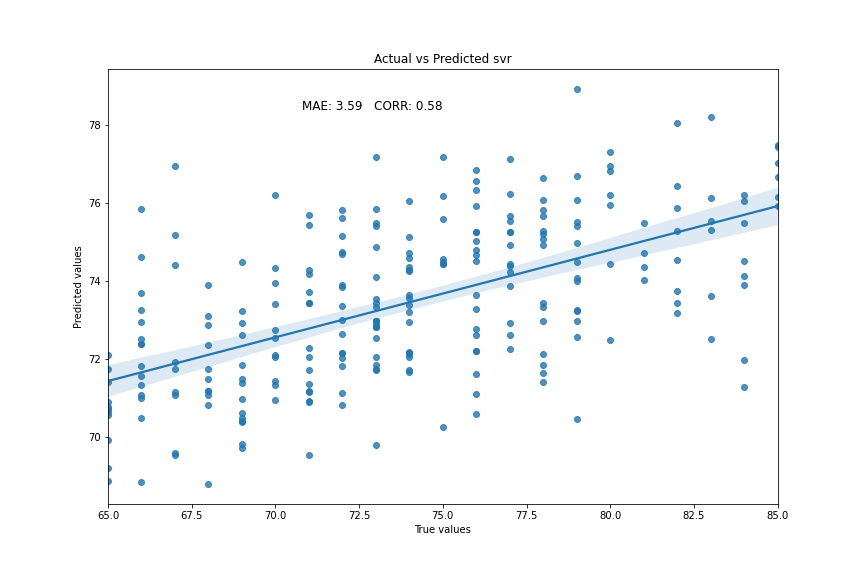 Actual vs Predicted svr
MAE: 3.59   CORR: 0.58
Predicted values
78
76
74
72
70
65.0 67.5 70.0 72.5 75.0 77.5 80.0 82.5 85.0
True values